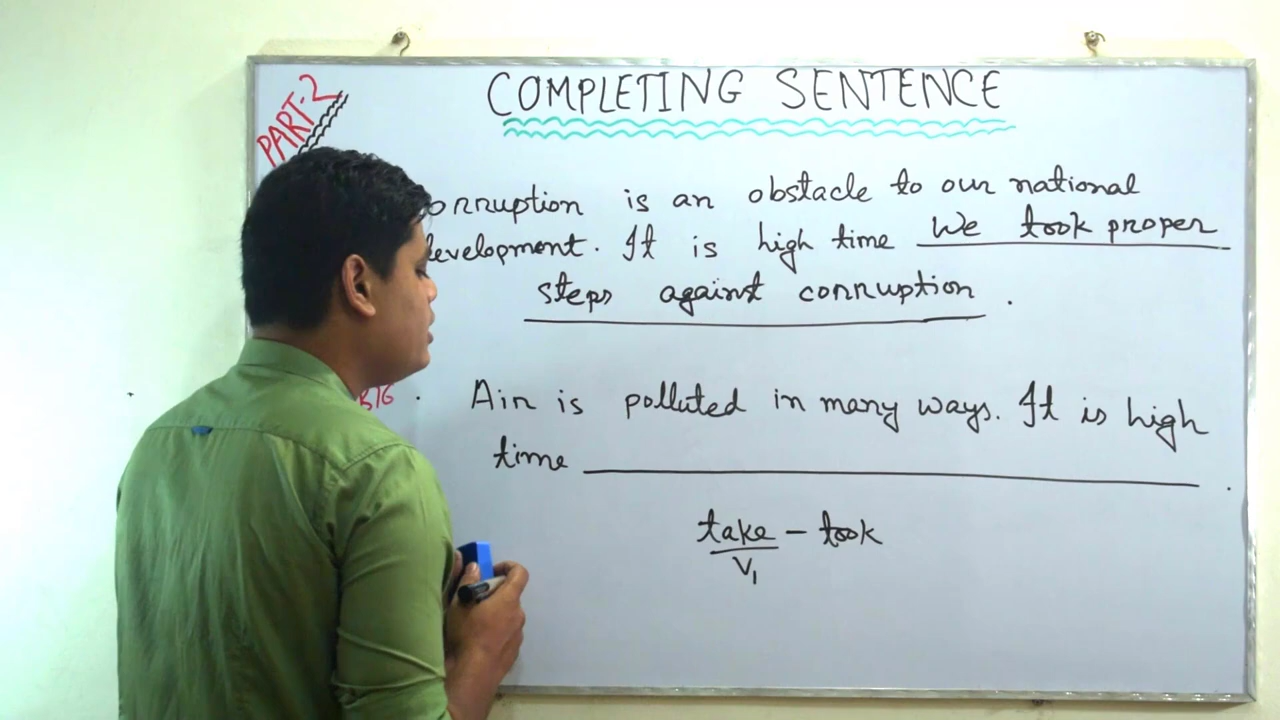 PART-2
COMPLETING SENTENCE
orruption is an obstacle to our national
evelopment. It is high time We took proper
steps against corruption .
. Air is polluted in many ways. It is high
time .
take - took
V1